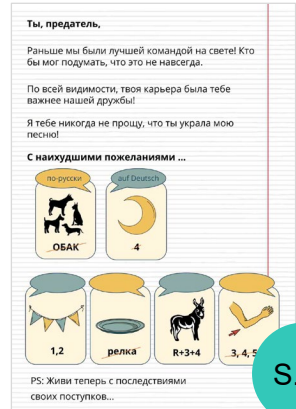 Ты, предатель,
Раньше мы были лучшей командой на свете! Кто
бы мог подумать, что это не навсегда.
По всей видимости, твоя карьера была тебе
важнее нашей дружбы!
Я тебе никогда не прощу, что ты украла мою
песню!
С наихудшими пожеланиями ...
по-русски auf Deutsch
ОБАК 4
1,2 релка R+3+4 3, 4, 5
PS: Живи теперь с последствиями
своих поступков...
S.